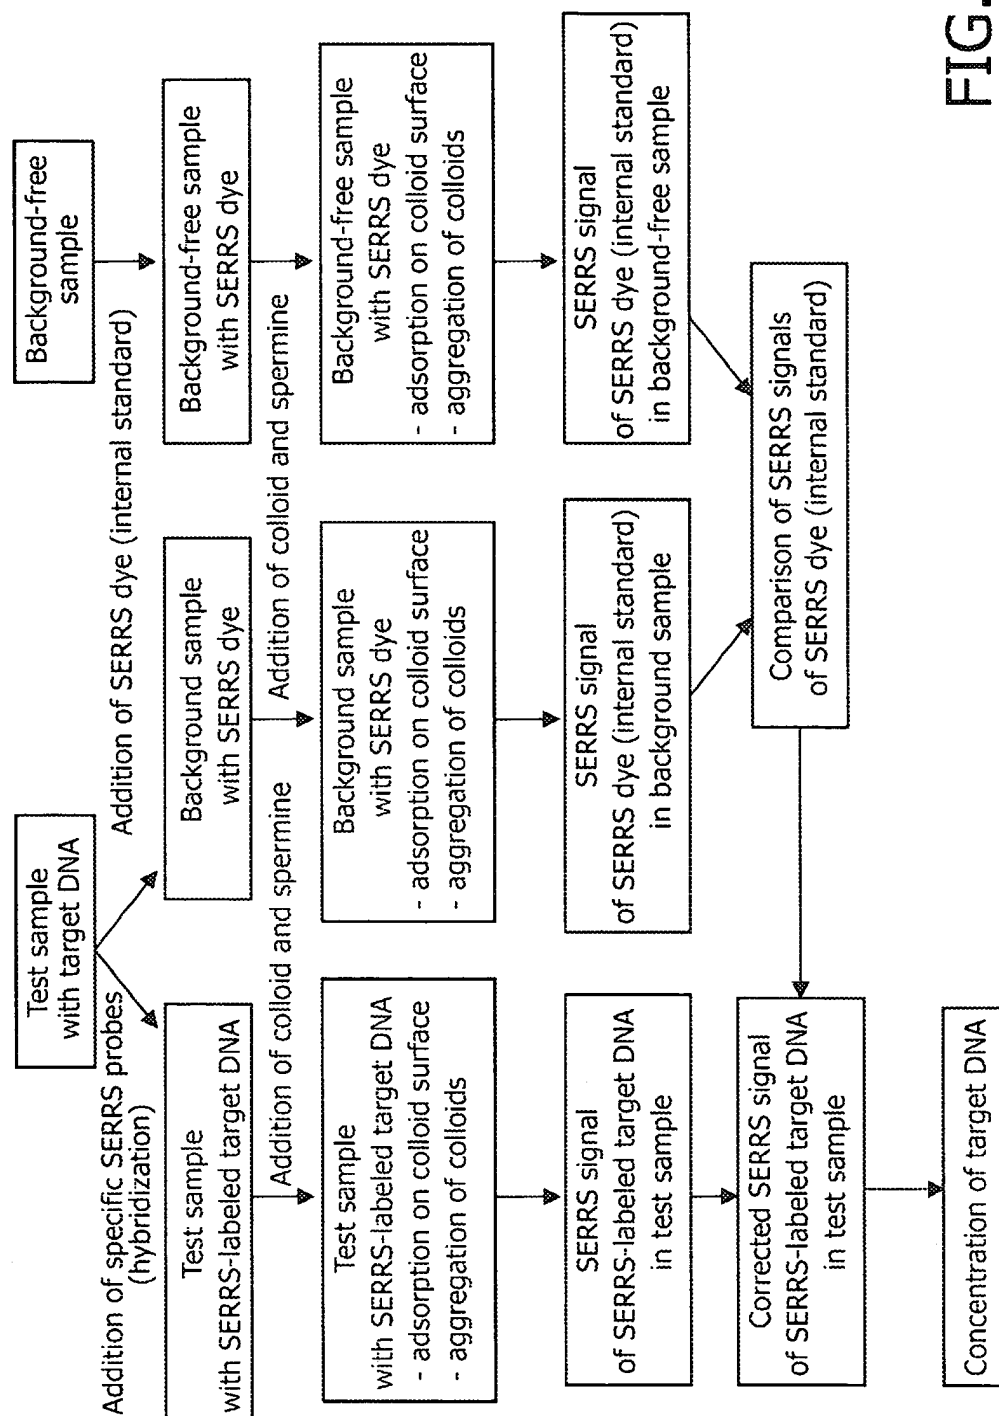 Test sample
with target DNA
Background-free
sample
Addition of specific SERRS probes
(hybridization)
Addition of SERRS dye (internal standard)
Test sample
with SERRS-labeled target DNA
Background sample
with SERRS dye
Background-free sample
with SERRS dye
Addition of colloid and spermine
Addition of colloid and spermine
Test sample
with SERRS-labeled target DNA
- adsorption on colloid surface
- aggregation of colloids
Background sample
with SERRS dye
- adsorption on colloid surface
- aggregation of colloids
Background-free sample
with SERRS dye
- adsorption on colloid surface
- aggregation of colloids
SERRS signal
of SERRS-labeled target DNA
in test sample
SERRS signal
of SERRS dye (internal standard)
in background sample
SERRS signal
of SERRS dye (internal standard)
in background-free sample
Corrected SERRS signal
of SERRS-labeled target DNA
in test sample
Comparison of SERRS signals
of SERRS dye (internal standard)
Concentration of target DNA
FIG.